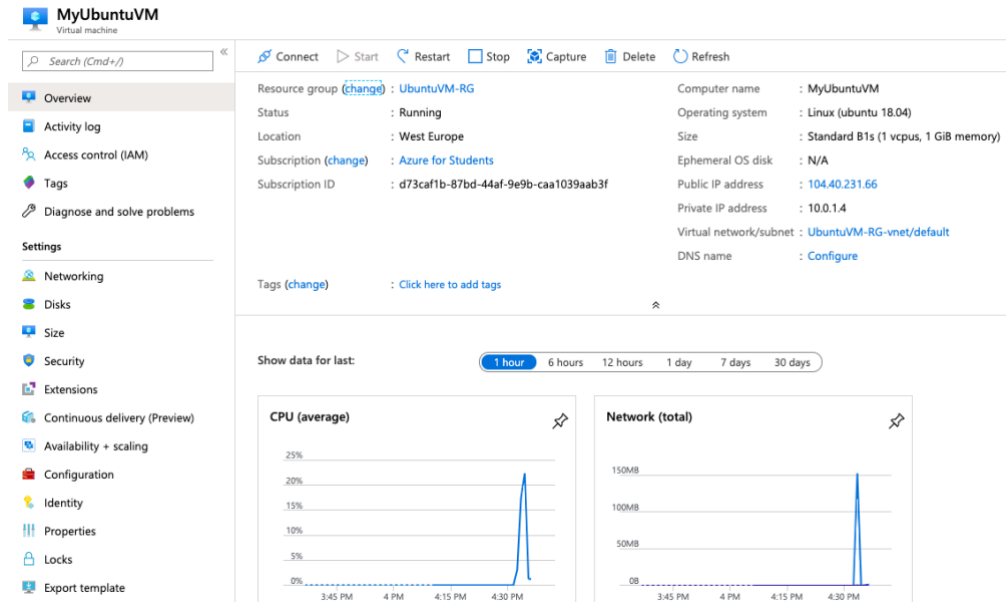 MyUbuntuVM
Virtual machine
Search (Cmd+/)
«
Connect Start Restart Stop Capture Delete Refresh
Overview
Activity log
Access control (IAM)
Tags
Diagnose and solve problems
Settings
Networking
Disks
Size
Security
Extensions
Continuous delivery (Preview)
Availability + scaling
Configuration
Identity
Properties
Locks
Export template
Resource group (change) : UbuntuVM-RG
Status : Running
Location : West Europe
Subscription (change) : Azure for Students
Subscription ID : d73caf1b-87bd-44af-9e9b-caa1039aab3f
Computer name : MyUbuntuVM
Operating system : Linux (ubuntu 18.04)
Size : Standard B1s (1 vcpus, 1 GiB memory)
Ephemeral OS disk : N/A
Public IP address : 104.40.231.66
Private IP address : 10.0.1.4
Virtual network/subnet : UbuntuVM-RG-vnet/default
DNS name : Configure
Tags (change) : Click here to add tags
Show data for last: 1 hour 6 hours 12 hours 1 day 7 days 30 days
CPU (average)
25%
20%
15%
10%
5%
0%
3:45 PM 4 PM 4:15 PM 4:30 PM
Network (total)
150MB
100MB
50MB
0B
3:45 PM 4 PM 4:15 PM 4:30 PM